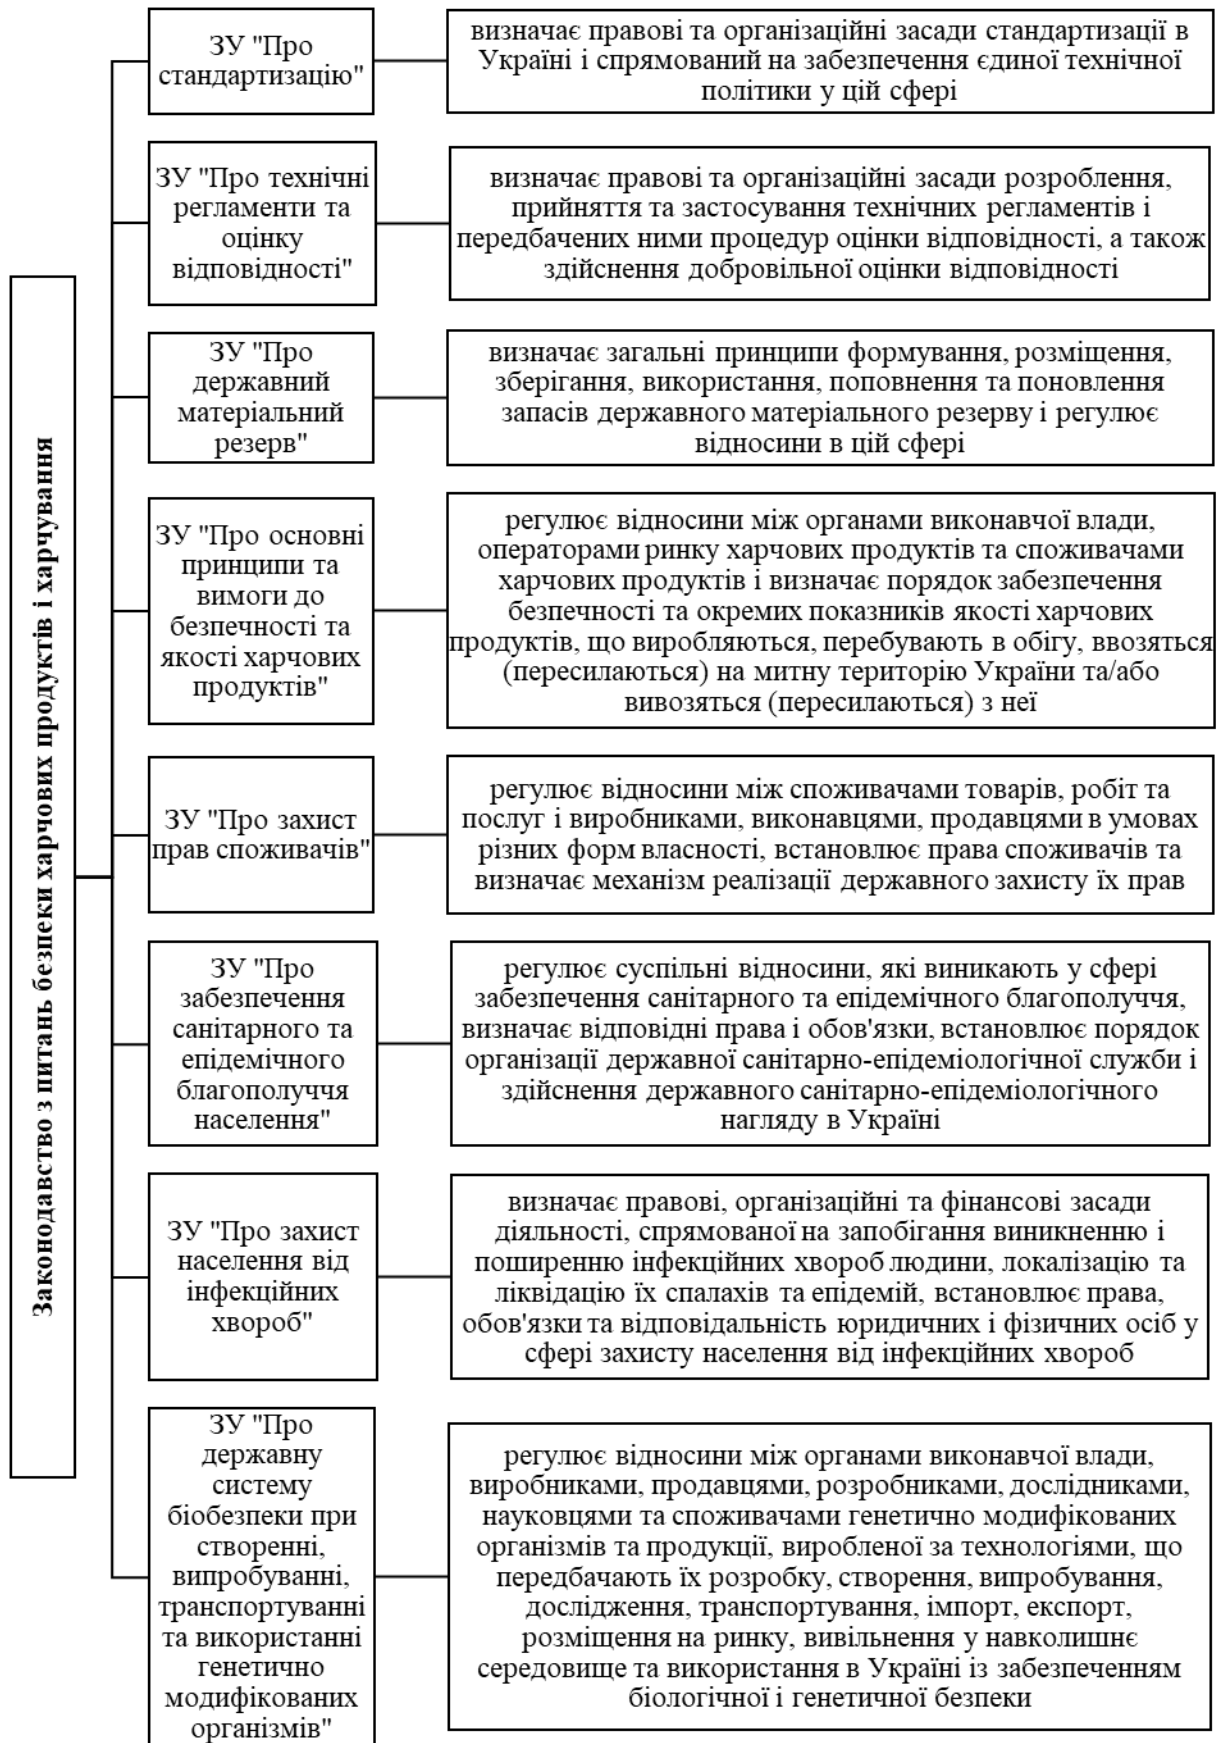 Законодавство з питань безпеки харчових продуктів і харчування
ЗУ "Про
стандартизацію"
визначає правові та організаційні засади стандартизації в
Україні і спрямований на забезпечення єдиної технічної
політики у цій сфері
ЗУ "Про технічні
регламенти та
оцінку
відповідності"
визначає правові та організаційні засади розроблення,
прийняття та застосування технічних регламентів і
передбачених ними процедур оцінки відповідності, а також
здійснення добровільної оцінки відповідності
ЗУ "Про
державний
матеріальний
резерв"
визначає загальні принципи формування, розміщення,
зберігання, використання, поповнення та поновлення
запасів державного матеріального резерву і регулює
відносини в цій сфері
ЗУ "Про основні
принципи та
вимоги до
безпечності та
якості харчових
продуктів"
регулює відносини між органами виконавчої влади,
операторами ринку харчових продуктів та споживачами
харчових продуктів і визначає порядок забезпечення
безпечності та окремих показників якості харчових
продуктів, що виробляються, перебувають в обігу, ввозяться
(пересилаються) на митну територію України та/або
вивозяться (пересилаються) з неї
ЗУ "Про захист
прав споживачів"
регулює відносини між споживачами товарів, робіт та
послуг і виробниками, виконавцями, продавцями в умовах
різних форм власності, встановлює права споживачів та
визначає механізм реалізації державного захисту їх прав
ЗУ "Про
забезпечення
санітарного та
епідемічного
благополуччя
населення"
регулює суспільні відносини, які виникають у сфері
забезпечення санітарного та епідемічного благополуччя,
визначає відповідні права і обов'язки, встановлює порядок
організації державної санітарно-епідеміологічної служби і
здійснення державного санітарно-епідеміологічного
нагляду в Україні
ЗУ "Про захист
населення від
інфекційних
хвороб"
визначає правові, організаційні та фінансові засади
діяльності, спрямованої на запобігання виникненню і
поширенню інфекційних хвороб людини, локалізацію та
ліквідацію їх спалахів та епідемій, встановлює права,
обов'язки та відповідальність юридичних і фізичних осіб у
сфері захисту населення від інфекційних хвороб
ЗУ "Про
державну
систему
біобезпеки при
створенні,
випробуванні,
транспортуванні
та використанні
генетично
модифікованих
організмів"
регулює відносини між органами виконавчої влади,
виробниками, продавцями, розробниками, дослідниками,
науковцями та споживачами генетично модифікованих
організмів та продукції, виробленої за технологіями, що
передбачають їх розробку, створення, випробування,
дослідження, транспортування, імпорт, експорт,
розміщення на ринку, вивільнення у навколишнє
середовище та використання в Україні із забезпеченням
біологічної і генетичної безпеки